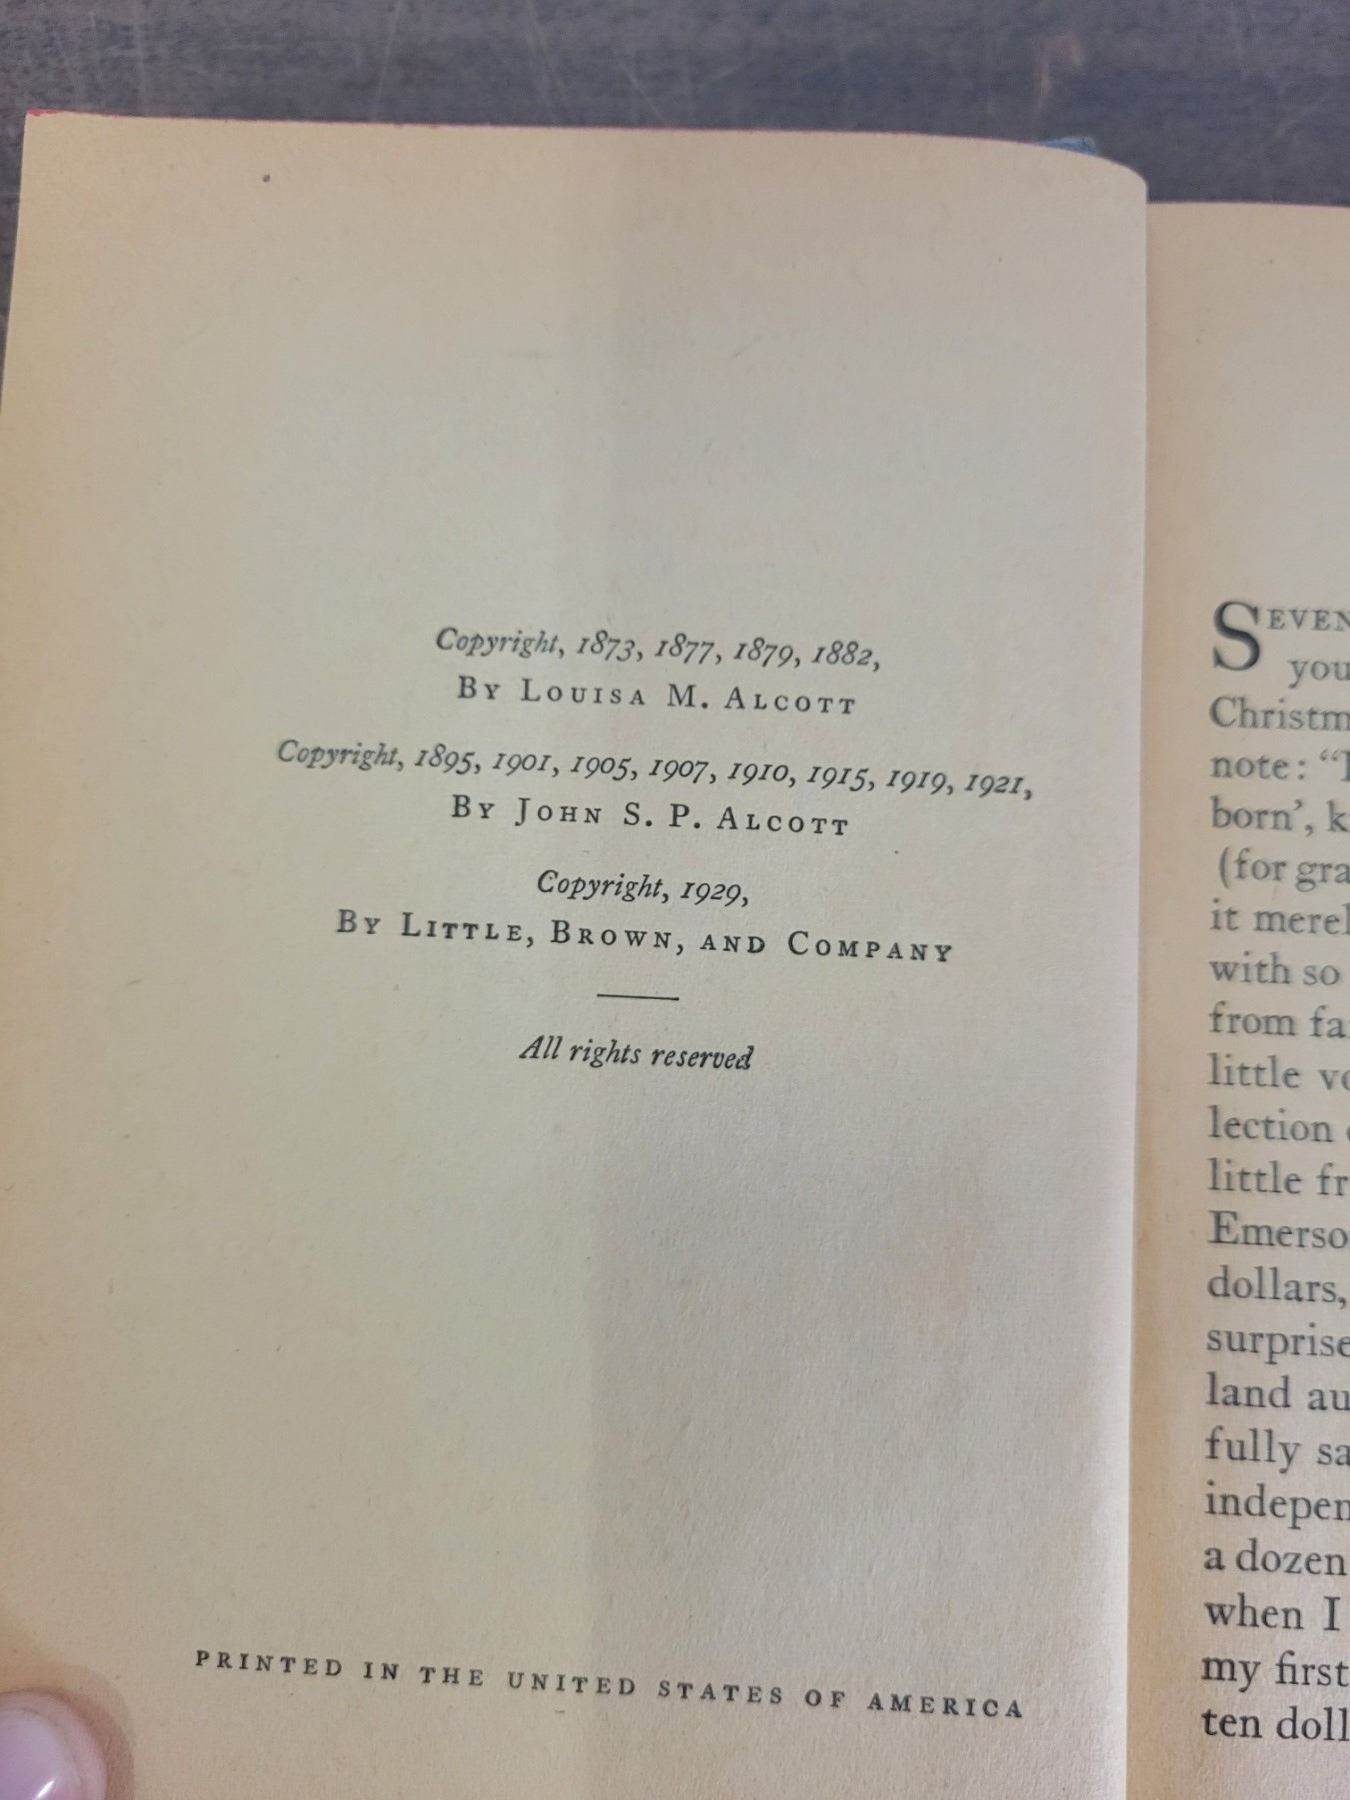 Copyright, 1873, 1877, 1879, 1882,
BY LOUISA M. ALCOTT
Copyright, 1895, 1901, 1905, 1907, 1910, 1915, 1919, 1921,
BY JOHN S. P. ALCOTT
Copyright, 1929,
BY LITTLE, BROWN, AND COMPANY
All rights reserved
PRINTED IN THE UNITED STATES OF AMERICA
SEVEN
you
Christm
note: “I
born’, k
(for gra
it merel
with so
from fa
little vo
lection
little fr
Emerso
dollars,
surprise
land au
fully sa
indepen
a dozen
when I
my first
ten doll